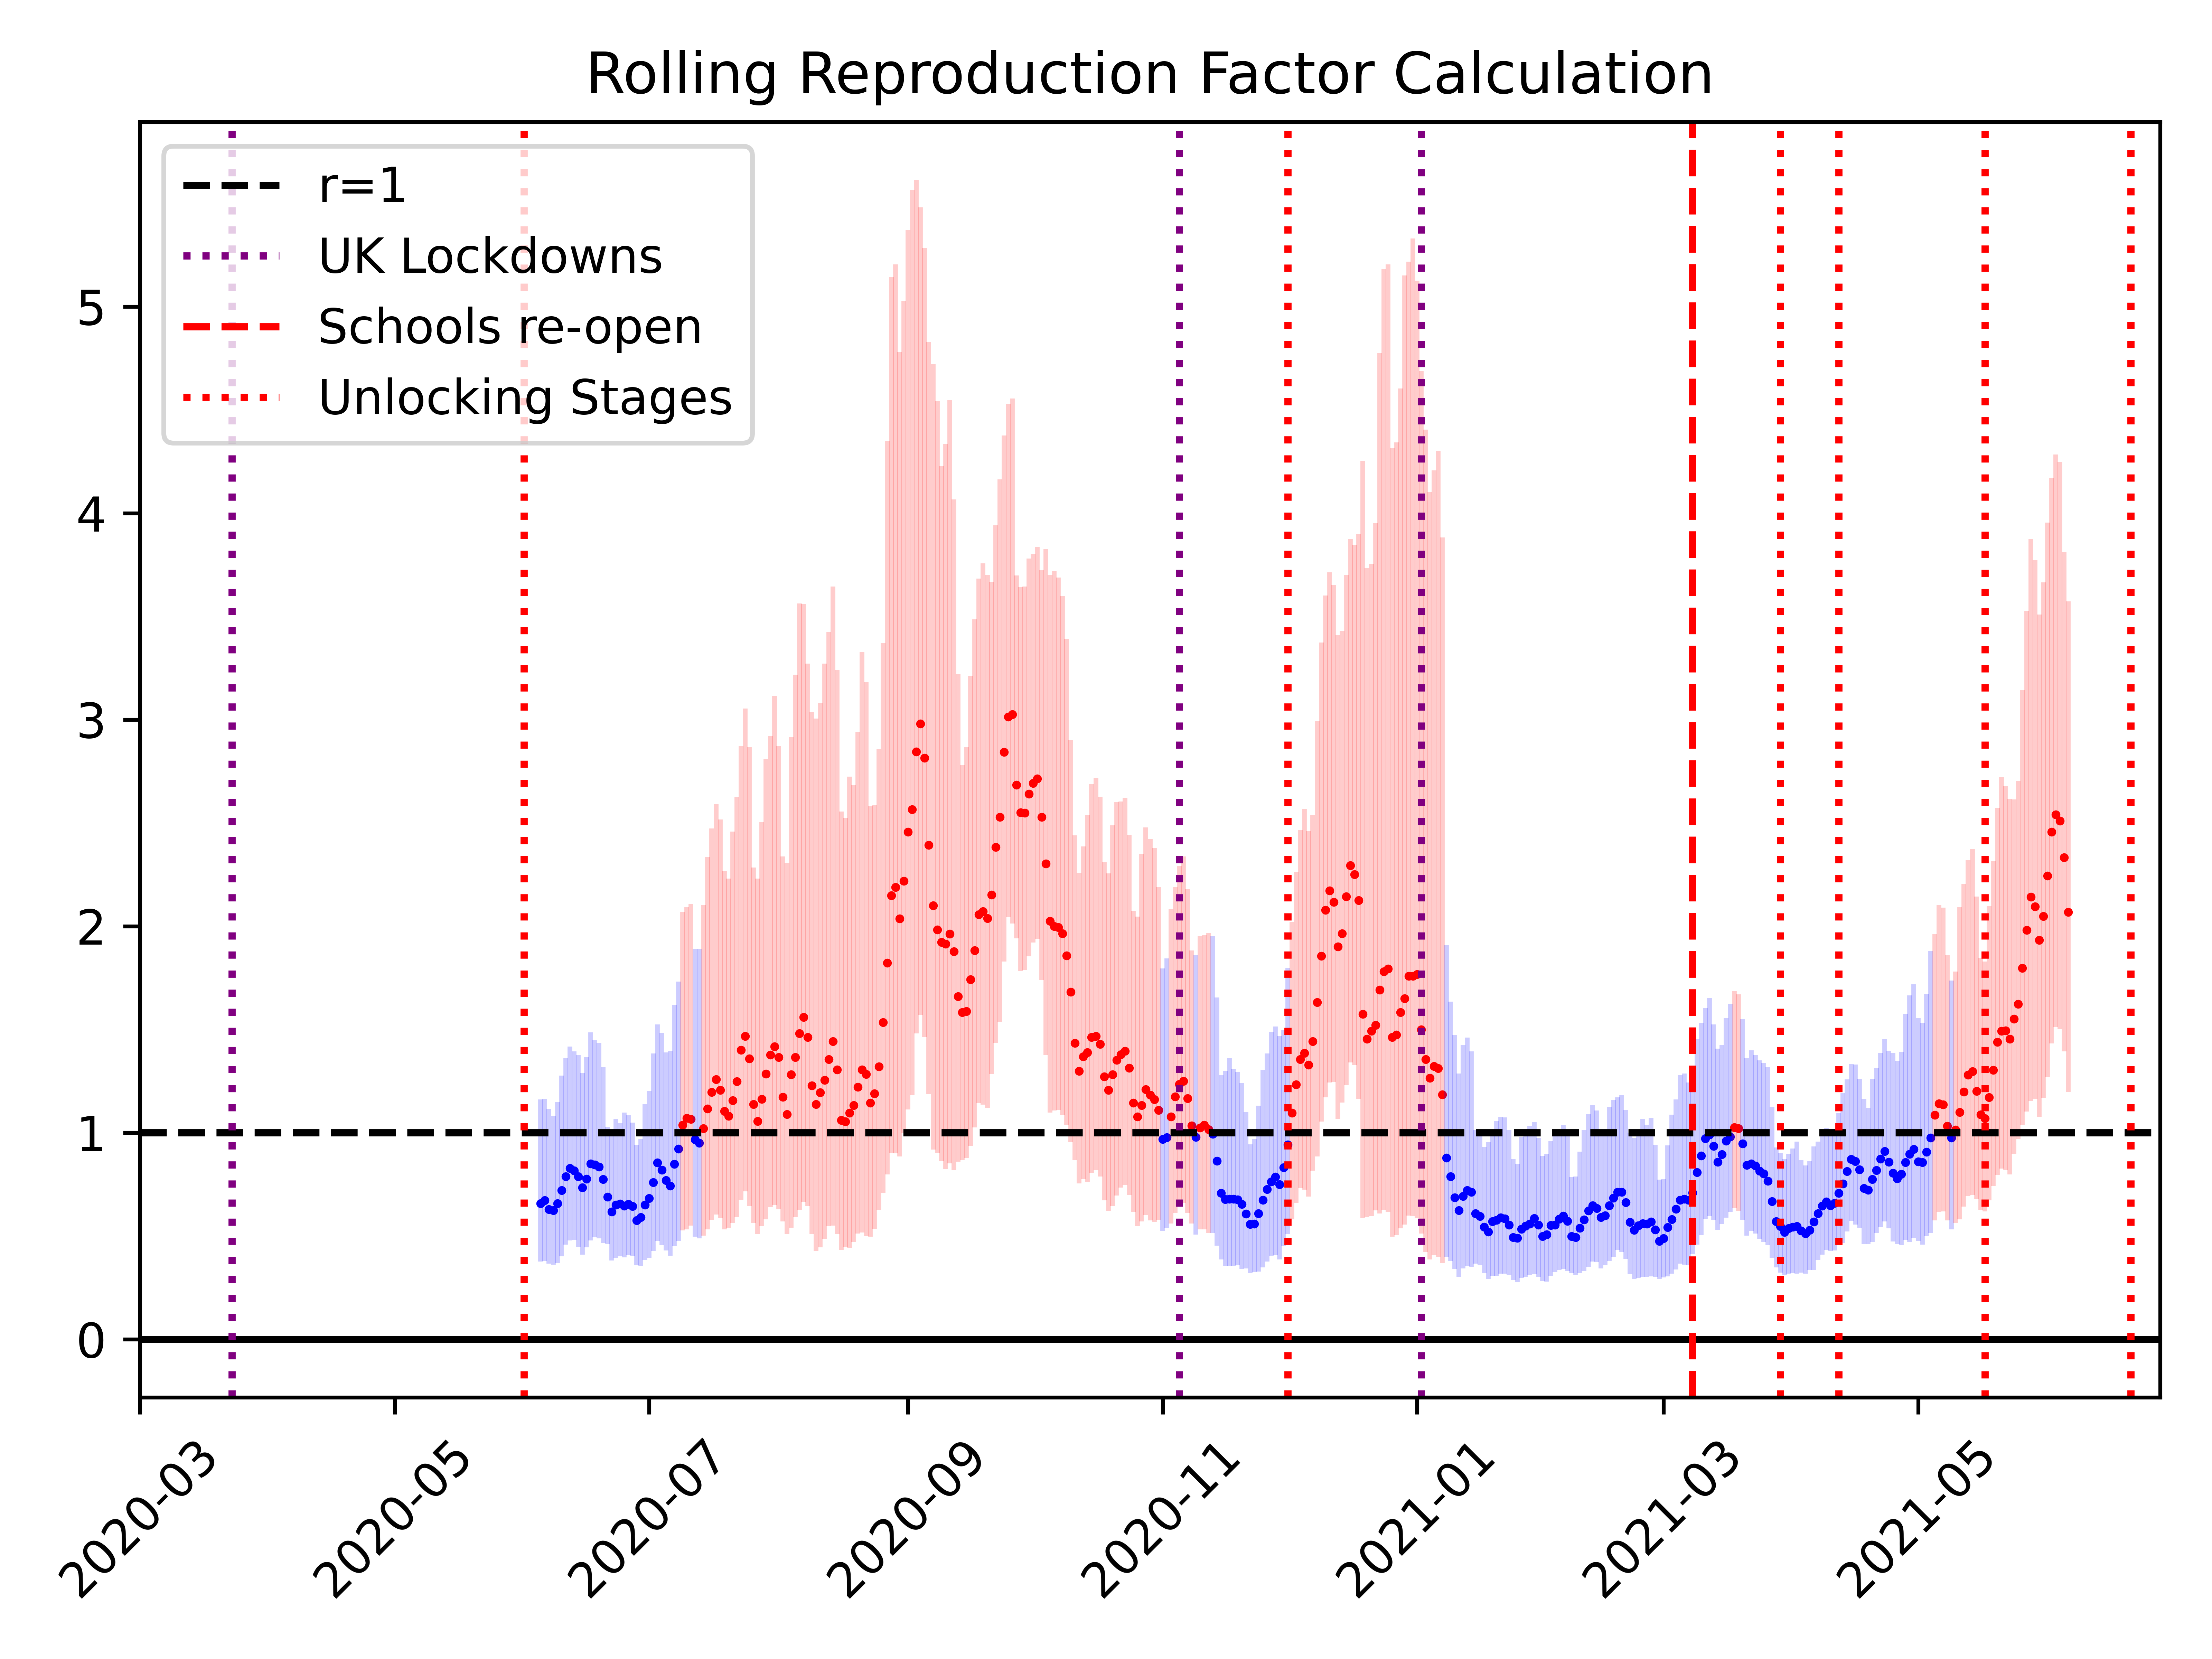 Rolling Reproduction Factor Calculation
r=1
UK Lockdowns
Schools re-open
Unlocking Stages
5
4
3
2
1
0
2020-03
2020-05
2020-07
2020-09
2020-11
2021-01
2021-03
2021-05